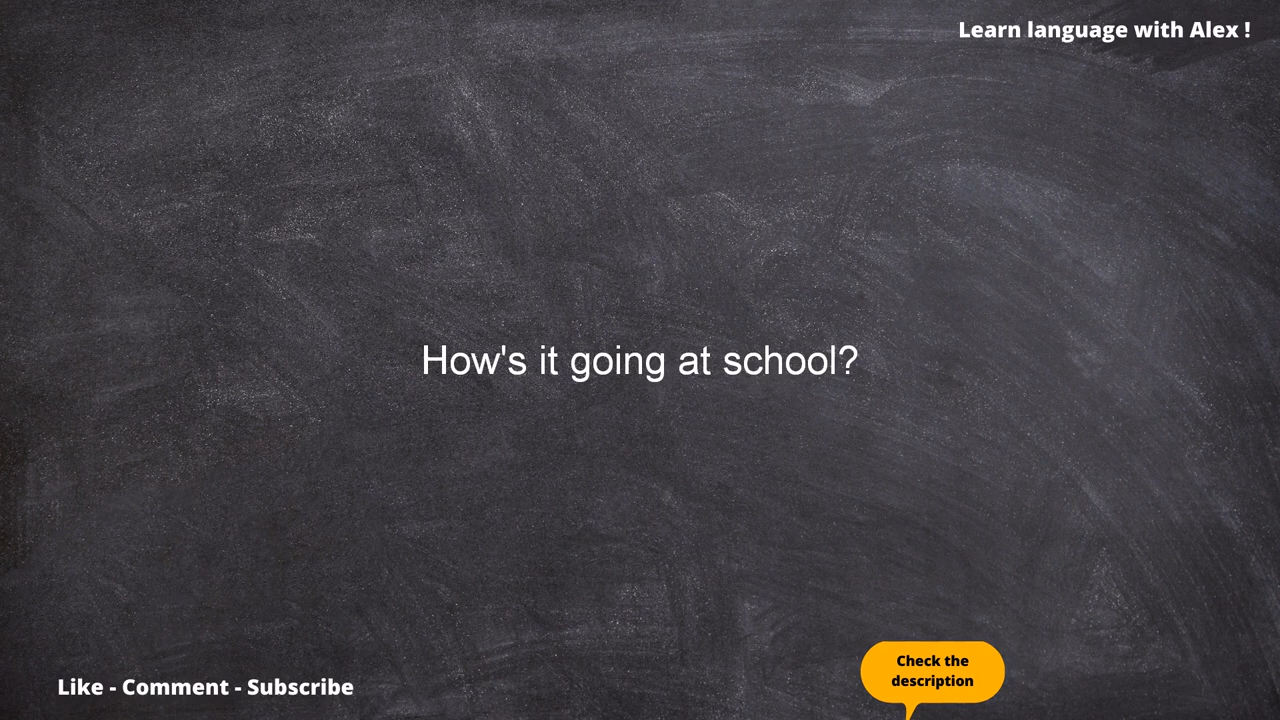 Learn language with Alex !
How's it going at school?
Check the
description
Like - Comment - Subscribe